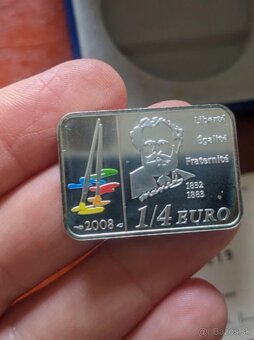 Liberté
Égalité
Fraternité
1832
1883
1/4 EURO
2008